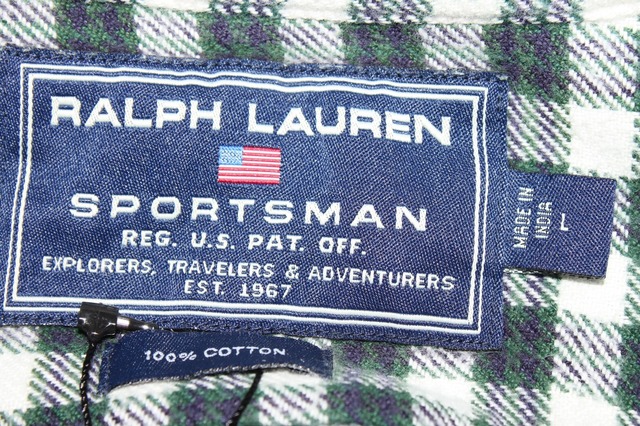 RALPH LAUREN
SPORTSMAN
REG. U.S. PAT. OFF.
EXPLORERS, TRAVELERS & ADVENTURERS
EST. 1967
MADE IN
INDIA
L
100% COTTON